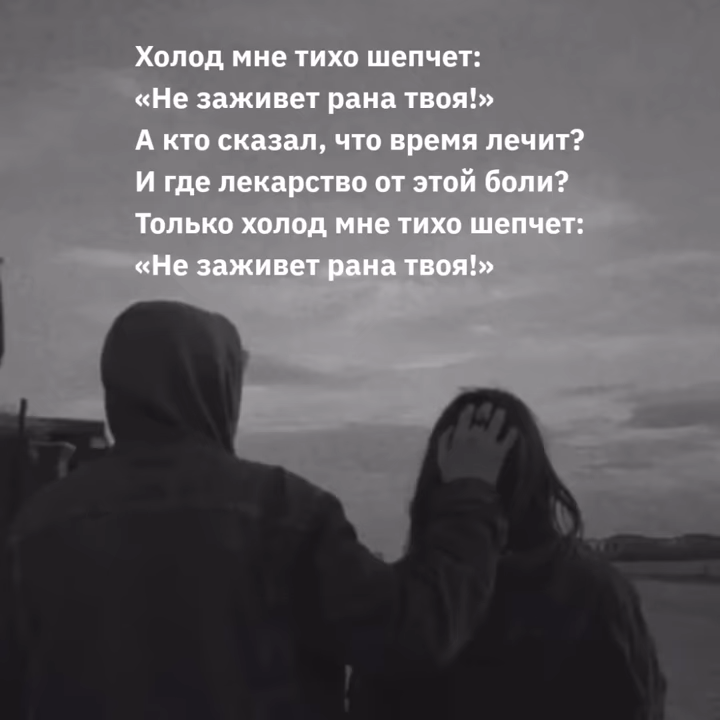 Холод мне тихо шепчет:
«Не заживет рана твоя!»
А кто сказал, что время лечит?
И где лекарство от этой боли?
Только холод мне тихо шепчет:
«Не заживет рана твоя!»